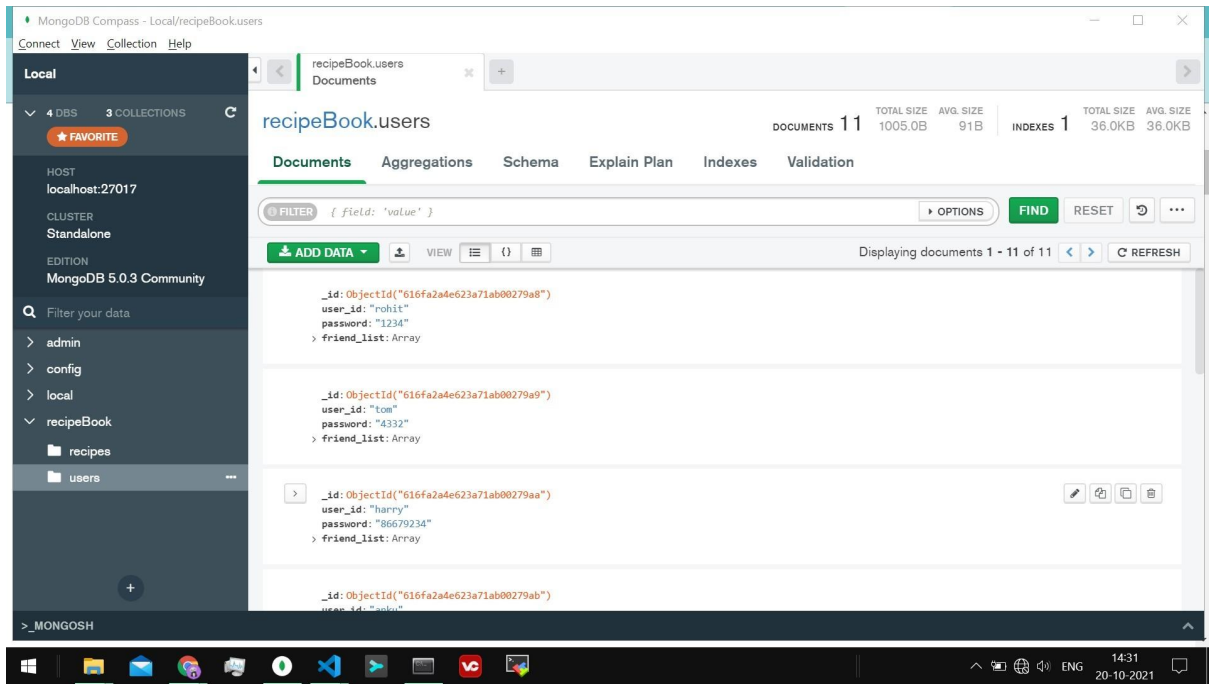 MongoDB Compass - Local/recipeBook.users
Connect View Collection Help
Local
recipeBook.users
Documents
4 DBS 3 COLLECTIONS
FAVORITE
HOST
localhost:27017
CLUSTER
Standalone
EDITION
MongoDB 5.0.3 Community
Filter your data
admin
config
local
recipeBook
recipes
users
recipeBook.users
DOCUMENTS 11 TOTAL SIZE 1005.0B AVG. SIZE 91B INDEXES 1 TOTAL SIZE 36.0KB AVG. SIZE 36.0KB
Documents Aggregations Schema Explain Plan Indexes Validation
FILTER { field: 'value' } OPTIONS FIND RESET
ADD DATA VIEW {} Displaying documents 1 - 11 of 11 REFRESH
_id: ObjectId("616fa2a4e623a71ab00279a8")
user_id: "rohit"
password: "1234"
friend_list: Array
_id: ObjectId("616fa2a4e623a71ab00279a9")
user_id: "tom"
password: "4332"
friend_list: Array
_id: ObjectId("616fa2a4e623a71ab00279aa")
user_id: "harry"
password: "86679234"
friend_list: Array
_id: ObjectId("616fa2a4e623a71ab00279ab")
user_id: "anku"
>_MONGOSH
VC
ENG
14:31
20-10-2021